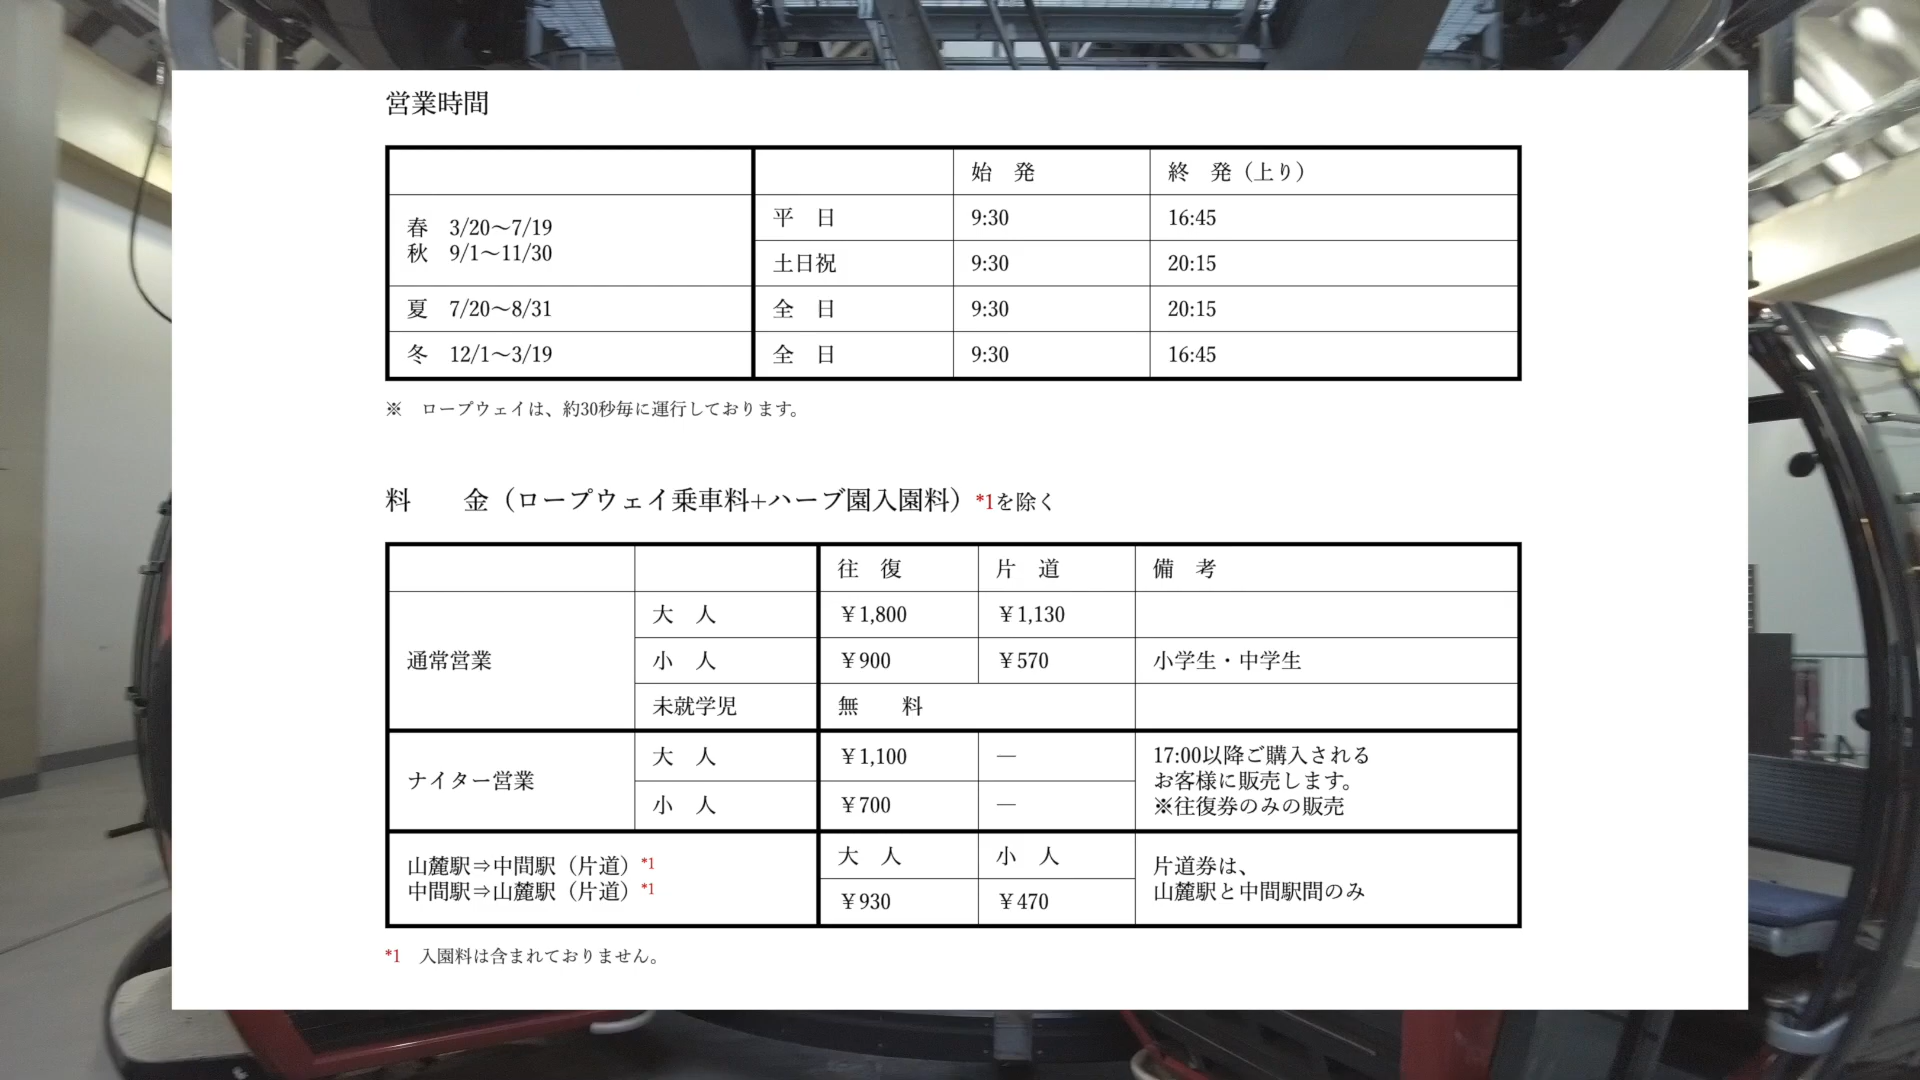 営業時間
始　発　終　発（上り）
春　3/20～7/19
秋　9/1～11/30
平　日　9:30　16:45
土日祝　9:30　20:15
夏　7/20～8/31　全　日　9:30　20:15
冬　12/1～3/19　全　日　9:30　16:45
※　ロープウェイは、約30秒毎に運行しております。
料　　金（ロープウェイ乗車料+ハーブ園入園料）*1を除く
往　復　片　道　備　考
通常営業
大　人　￥1,800　￥1,130
小　人　￥900　￥570　小学生・中学生
未就学児　無　　料
ナイター営業
大　人　￥1,100　—
小　人　￥700　—
17:00以降ご購入される
お客様に販売します。
※往復券のみの販売
山麓駅⇒中間駅（片道）*1
中間駅⇒山麓駅（片道）*1
大　人　小　人
￥930　￥470
片道券は、
山麓駅と中間駅間のみ
*1　入園料は含まれておりません。